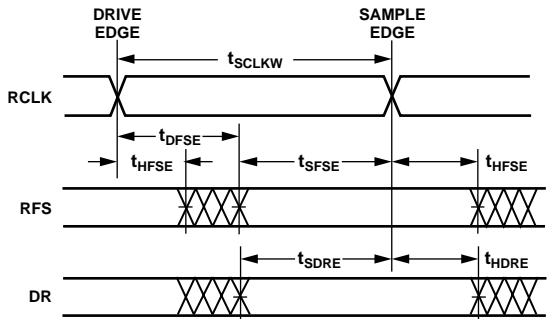 DRIVE
EDGE
SAMPLE
EDGE
tSCLKW
RCLK
tDFSE
tHFSE
tSFSE
tHFSE
RFS
tSDRE
tHDRE
DR